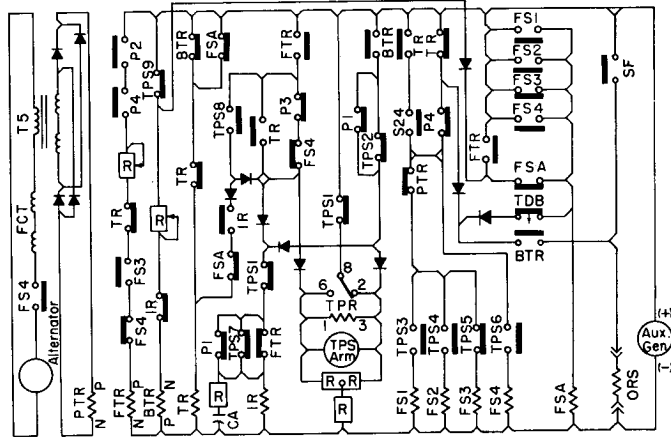 T5
FCT
FS4
Alternator
PTR
N
P
P2
P4
R
TR
FS3
FS4
FTR
N
P
TPS9
R
IR
BTR
P
N
BTR
TR
TR
FSA
TPS8
IR
FSA
P1
TPS7
FTR
R
CA
TR
TPS1
IR
FTR
P3
FS4
TPS1
8
6
2
TPR
1
3
TPS
Arm
R
R
R
BTR
P1
TPS2
TR
TR
S24
P4
PTR
TPS3
TPS4
TPS5
TPS6
FS1
FS2
FS3
FS4
FTR
FS1
FS2
FS3
FS4
FSA
TDB
BTR
FSA
SF
ORS
(+)
Aux
Gen
(-)